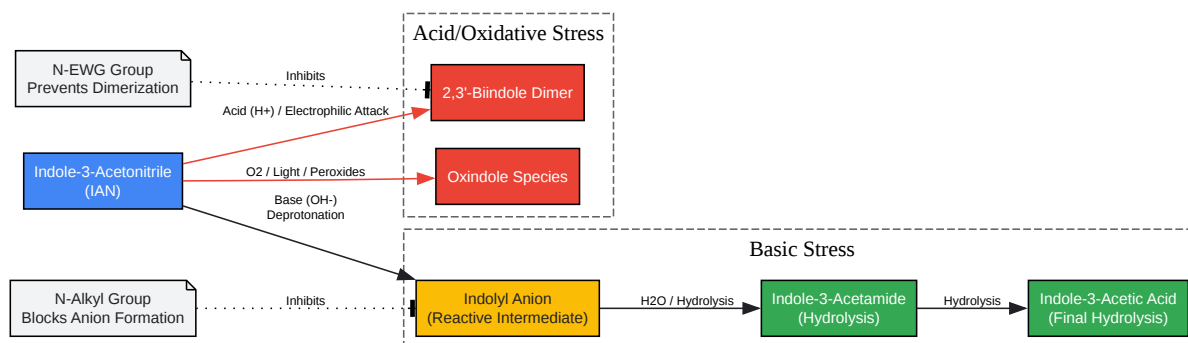 Acid/Oxidative Stress
N-EWG Group
Prevents Dimerization
Inhibits
2,3'-Biindole Dimer
Acid (H+) / Electrophilic Attack
Indole-3-Acetonitrile
(IAN)
O2 / Light / Peroxides
Oxindole Species
Base (OH-)
Deprotonation
Basic Stress
N-Alkyl Group
Blocks Anion Formation
Inhibits
Indolyl Anion
(Reactive Intermediate)
H2O / Hydrolysis
Indole-3-Acetamide
(Hydrolysis)
Hydrolysis
Indole-3-Acetic Acid
(Final Hydrolysis)